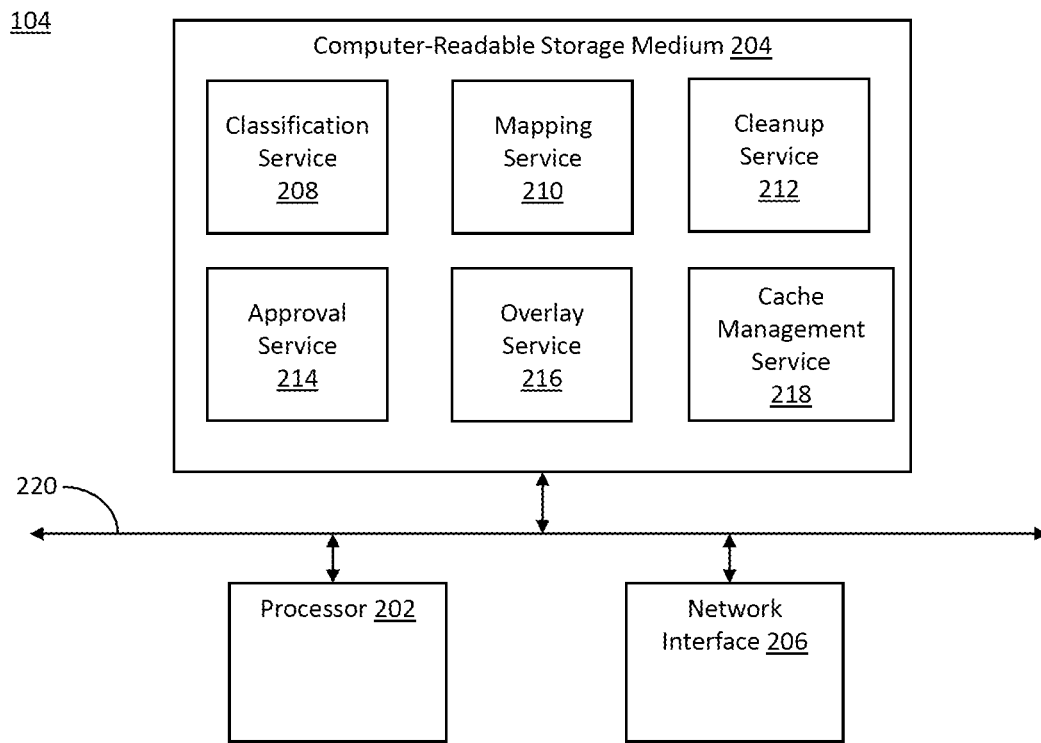 104
Computer-Readable Storage Medium 204
Classification
Service
208
Mapping
Service
210
Cleanup
Service
212
Approval
Service
214
Overlay
Service
216
Cache
Management
Service
218
220
Processor 202
Network
Interface 206